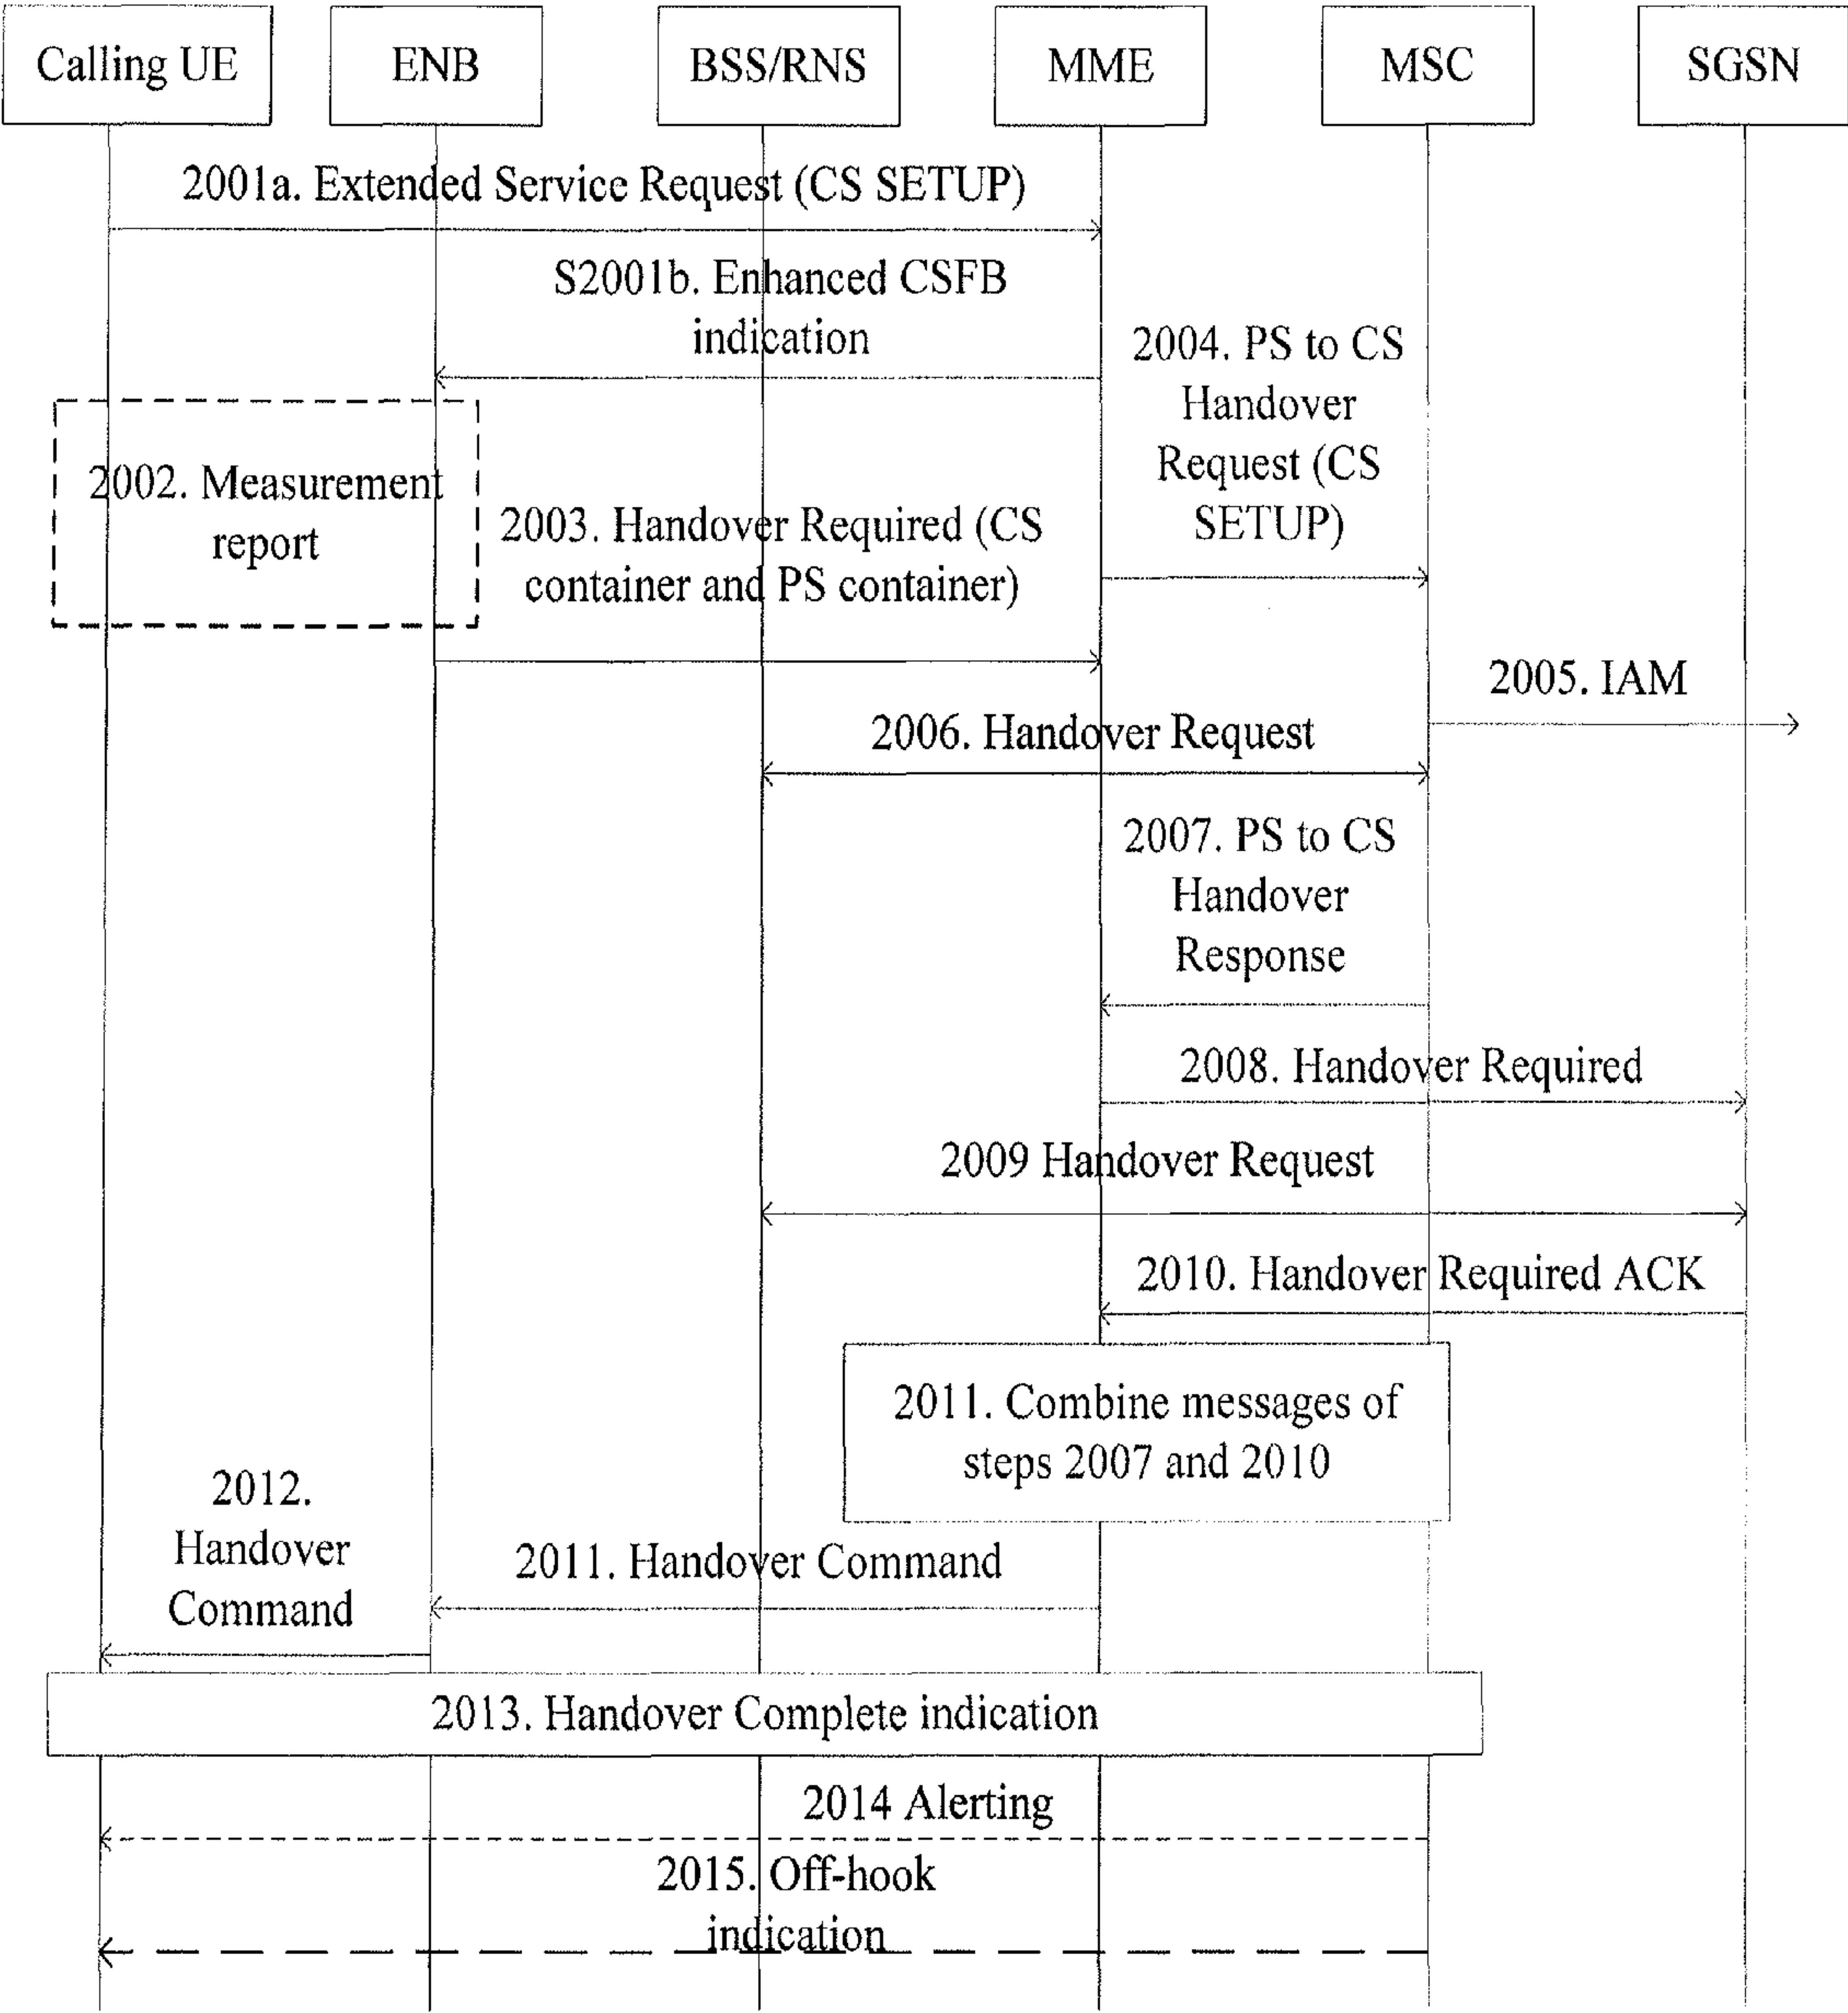 Calling UE
ENB
BSS/RNS
MME
MSC
SGSN
2001a. Extended Service Request (CS SETUP)
S2001b. Enhanced CSFB
indication
2004. PS to CS
Handover
Request (CS
SETUP)
2002. Measurement
report
2003. Handover Required (CS
container and PS container)
2005. IAM
2006. Handover Request
2007. PS to CS
Handover
Response
2008. Handover Required
2009 Handover Request
2010. Handover Required ACK
2011. Combine messages of
steps 2007 and 2010
2012.
Handover
Command
2011. Handover Command
2013. Handover Complete indication
2014 Alerting
2015. Off-hook
indication